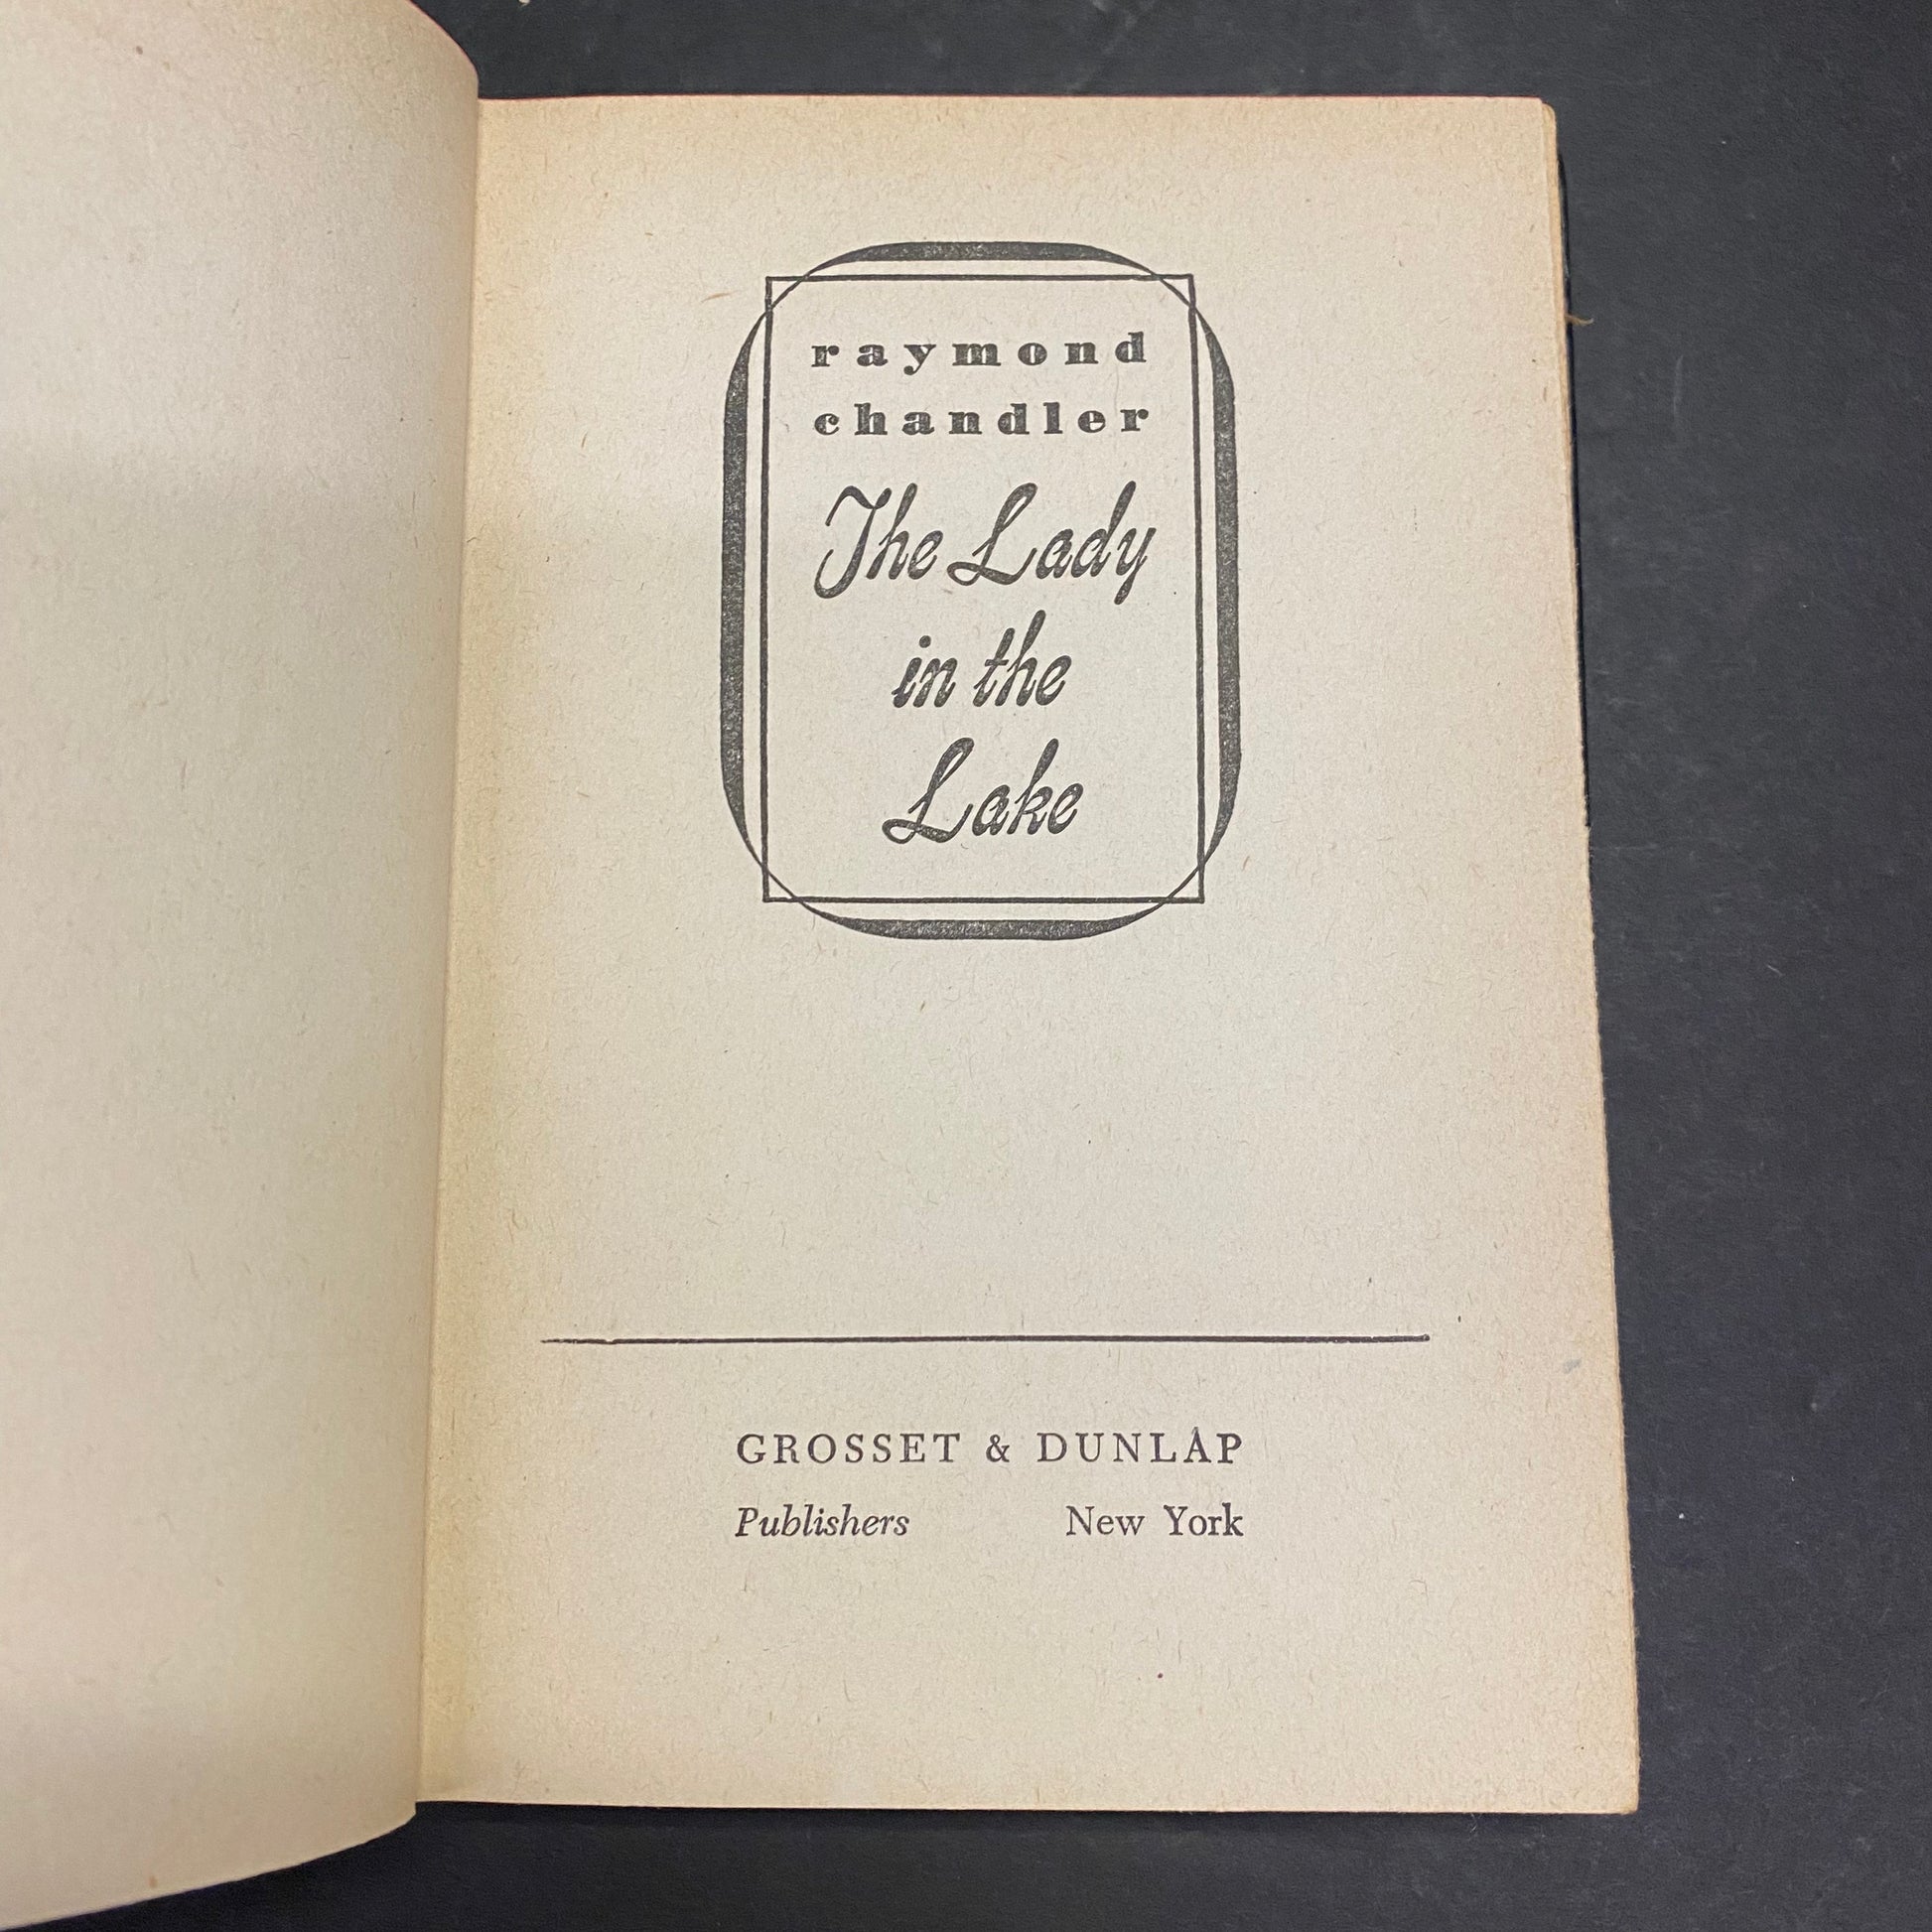 raymond
chandler
The Lady
in the
Lake
GROSSET & DUNLAP
Publishers New York